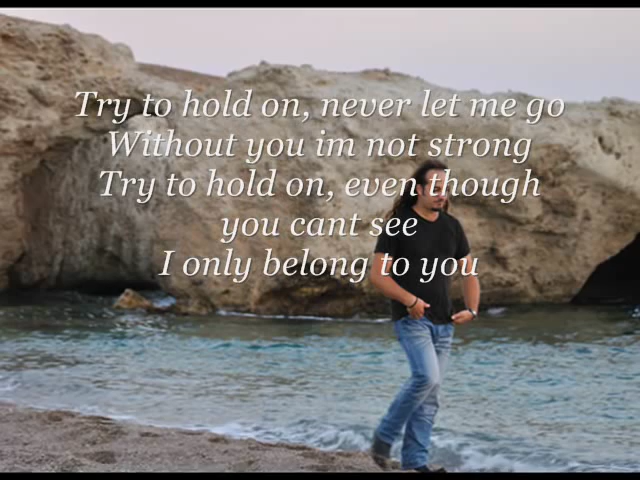 Try to hold on, never let me go
Without you im not strong
Try to hold on, even though
you cant see
I only belong to you